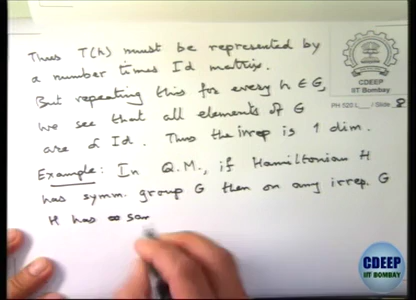 Thus T(h) must be represented by
a number times Id matrix.
But repeating this for every h ∈ G,
we see that all elements of G
are α Id. Thus the irrep is 1 dim.
Example: In Q.M., if Hamiltonian H
has symm. group G then on any irrep. G
H has sam
CDEEP
IIT Bombay
PH 520 L / Slide 8
CDEEP
IIT BOMBAY